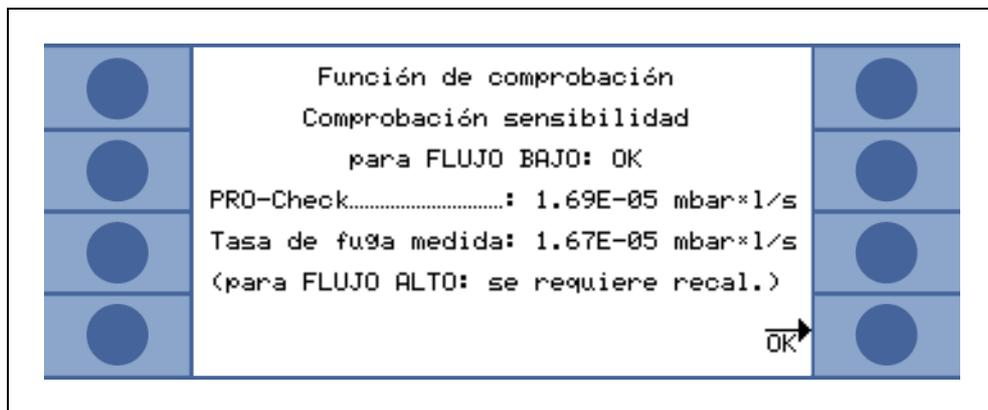 Función de comprobación
Comprobación sensibilidad
para FLUJO BAJO: OK
PRO-Check............................: 1.69E-05 mbar*l/s
Tasa de fuga medida: 1.67E-05 mbar*l/s
(para FLUJO ALTO: se requiere recal.)
OK